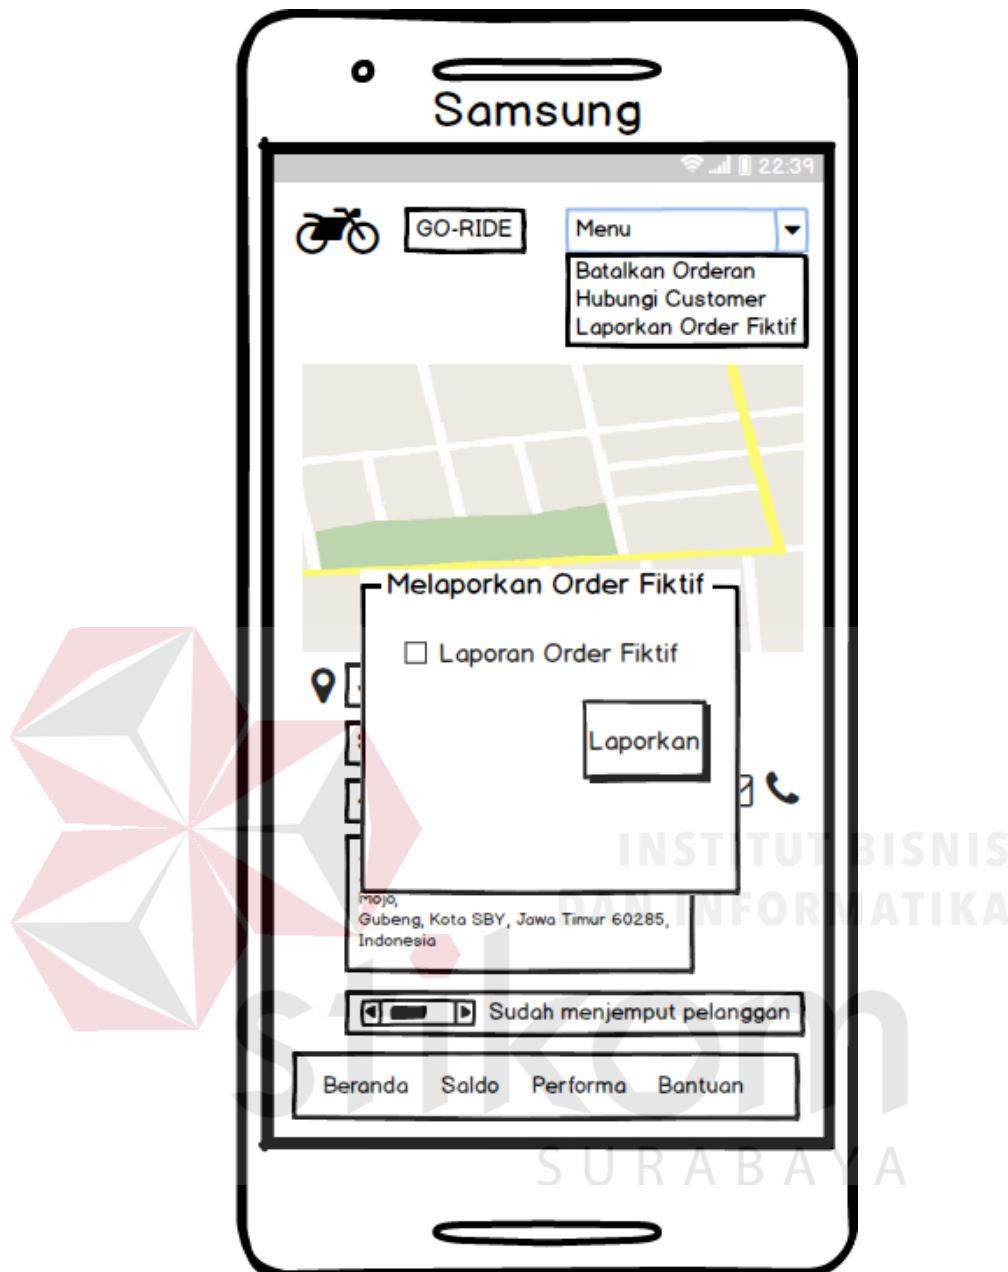 Samsung
22:39
GO-RIDE
Menu
Batalkan Orderan
Hubungi Customer
Laporkan Order Fiktif
Melaporkan Order Fiktif
Laporan Order Fiktif
Laporkan
Mojo,
Gubeng, Kota SBY, Jawa Timur 60285,
Indonesia
Sudah menjemput pelanggan
Beranda Saldo Performa Bantuan
INSTITUT BISNIS
DAN INFORMATIKA
stikom
SURABAYA